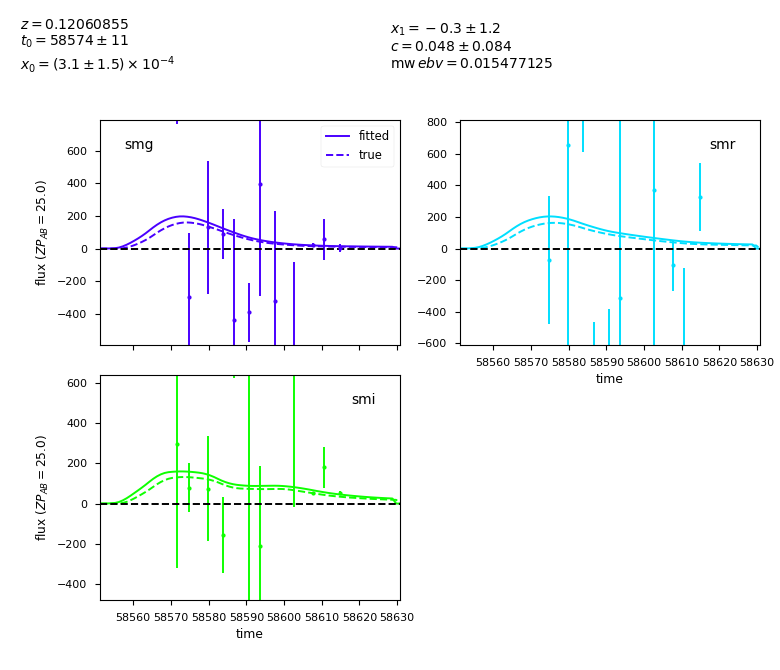 z = 0.12060855
t₀ = 58574 ± 11
x₀ = (3.1 ± 1.5) × 10⁻⁴
x₁ = −0.3 ± 1.2
c = 0.048 ± 0.084
mw ebv = 0.015477125
smg
fitted
true
600
400
200
0
−200
−400
flux (ZP_AB = 25.0)
smr
800
600
400
200
0
−200
−400
−600
58560 58570 58580 58590 58600 58610 58620 58630
time
smi
600
400
200
0
−200
−400
flux (ZP_AB = 25.0)
58560 58570 58580 58590 58600 58610 58620 58630
time